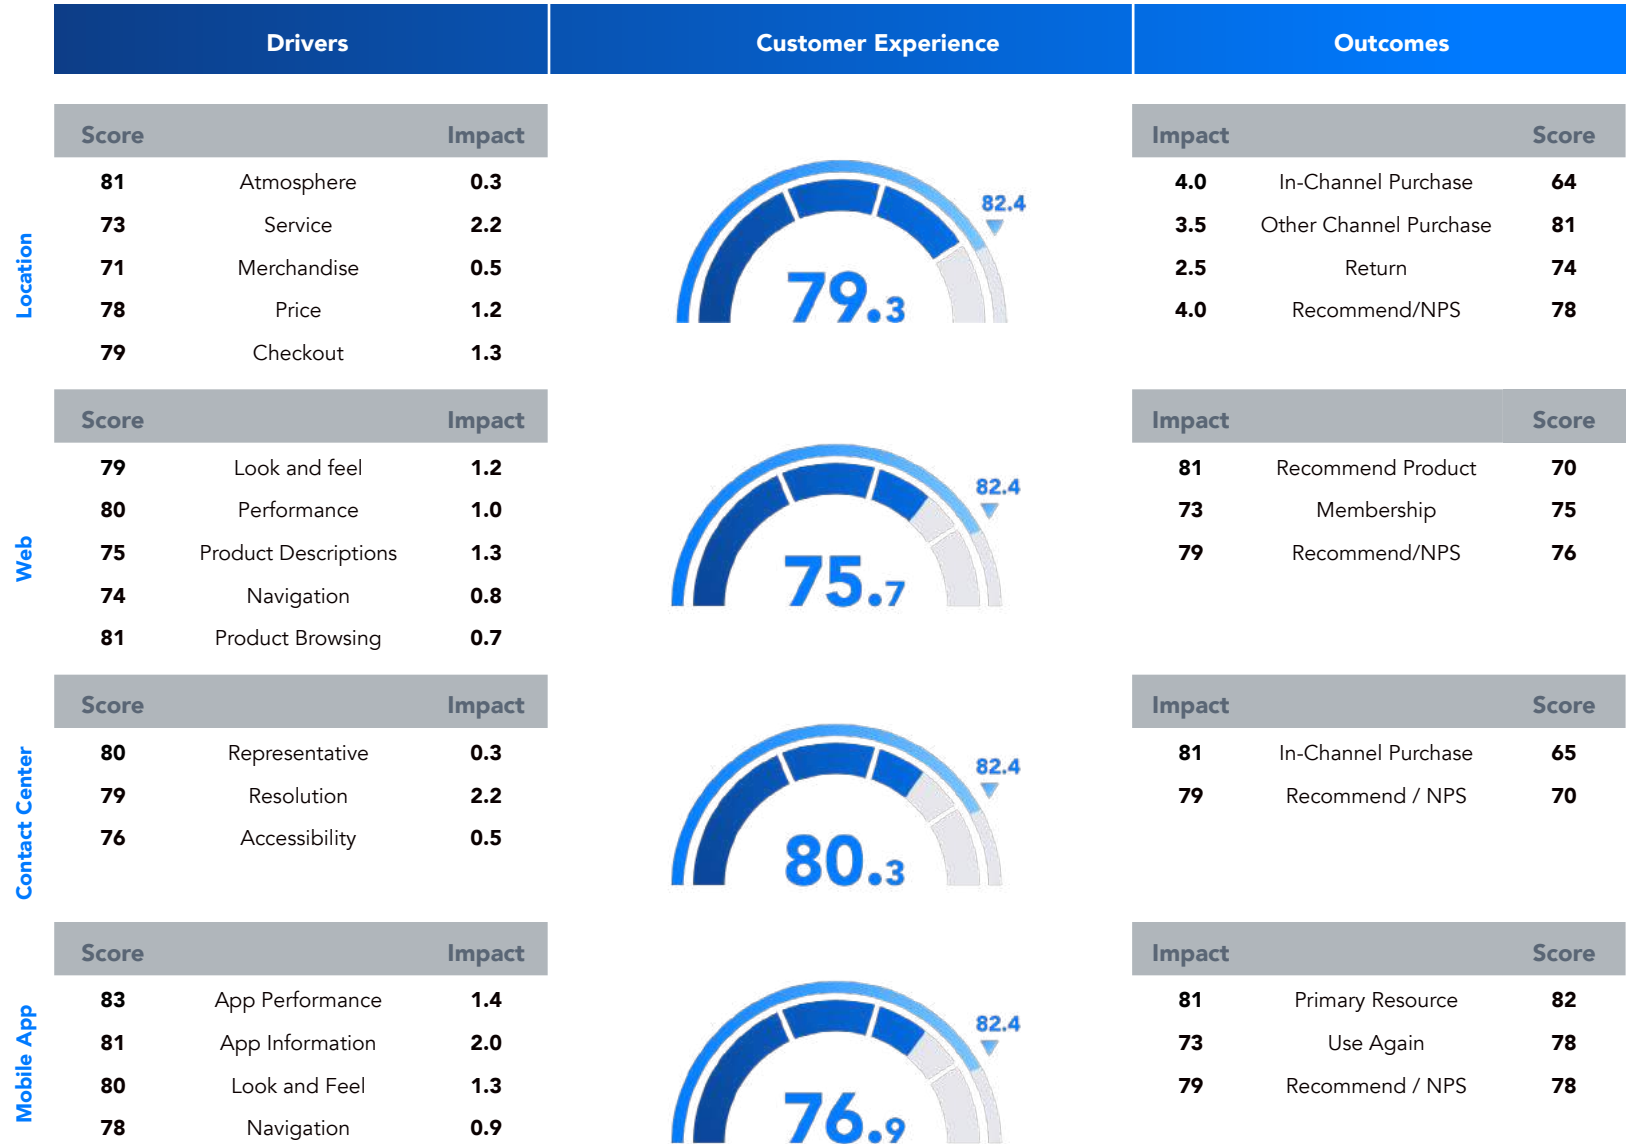 Drivers Customer Experience Outcomes
Location
Score Impact
81 Atmosphere 0.3
73 Service 2.2
71 Merchandise 0.5
78 Price 1.2
79 Checkout 1.3
82.4
79.3
Impact Score
4.0 In-Channel Purchase 64
3.5 Other Channel Purchase 81
2.5 Return 74
4.0 Recommend/NPS 78
Web
Score Impact
79 Look and feel 1.2
80 Performance 1.0
75 Product Descriptions 1.3
74 Navigation 0.8
81 Product Browsing 0.7
82.4
75.7
Impact Score
81 Recommend Product 70
73 Membership 75
79 Recommend/NPS 76
Contact Center
Score Impact
80 Representative 0.3
79 Resolution 2.2
76 Accessibility 0.5
82.4
80.3
Impact Score
81 In-Channel Purchase 65
79 Recommend / NPS 70
Mobile App
Score Impact
83 App Performance 1.4
81 App Information 2.0
80 Look and Feel 1.3
78 Navigation 0.9
82.4
76.9
Impact Score
81 Primary Resource 82
73 Use Again 78
79 Recommend / NPS 78